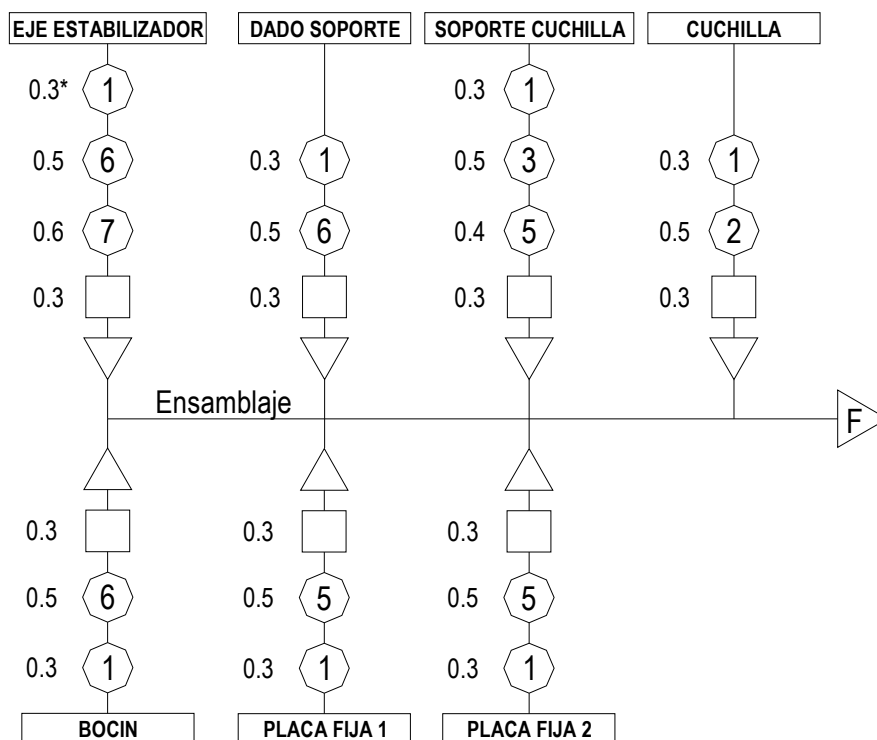 EJE ESTABILIZADOR DADO SOPORTE SOPORTE CUCHILLA CUCHILLA
0.3* 1 0.3 1
0.5 6 0.3 1 0.5 3 0.3 1
0.6 7 0.5 6 0.4 5 0.5 2
0.3 0.3 0.3 0.3
Ensamblaje
F
0.3 0.3 0.3
0.5 6 0.5 5 0.5 5
0.3 1 0.3 1 0.3 1
BOCIN PLACA FIJA 1 PLACA FIJA 2